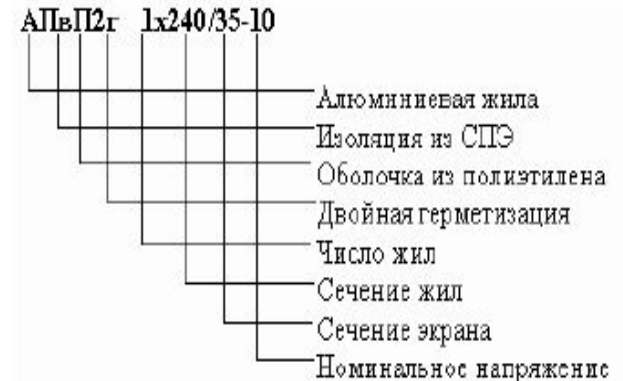 АПвП2г 1х240/35-10
Алюминиевая жила
Изоляция из СПЭ
Оболочка из полиэтилена
Двойная герметизация
Число жил
Сечение жил
Сечение экрана
Номинальное напряжение